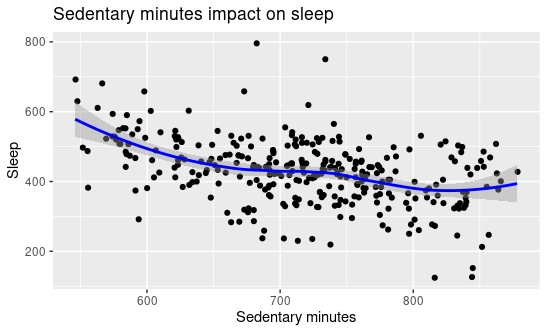 Sedentary minutes impact on sleep
800
600
400
200
Sleep
600 700 800
Sedentary minutes